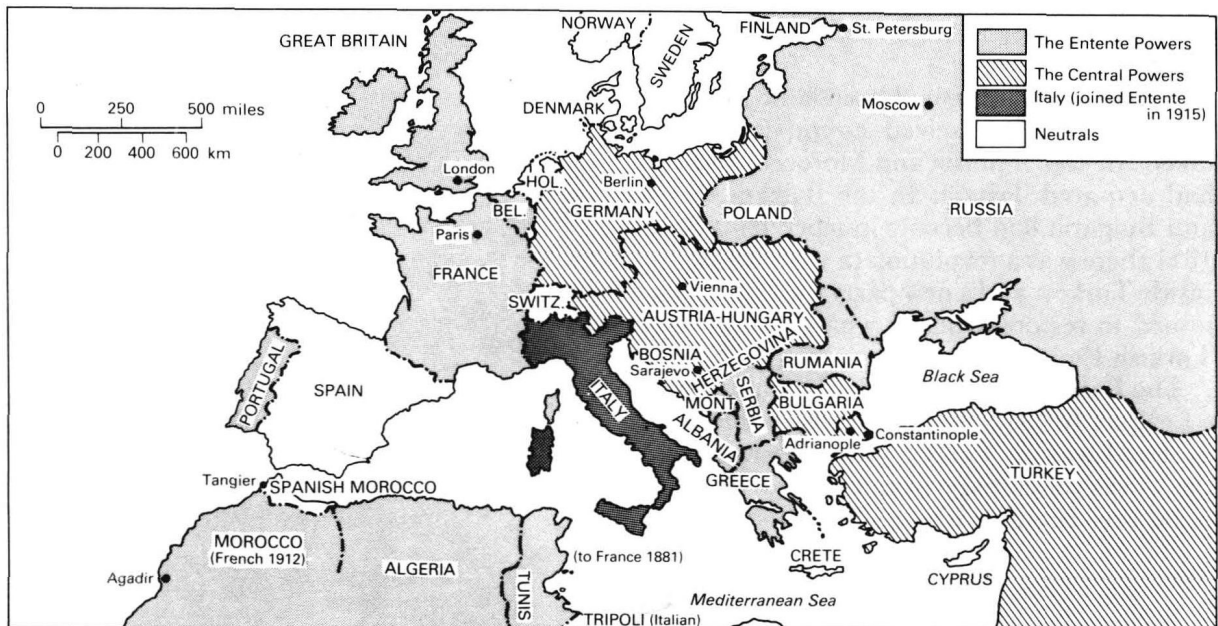 NORWAY
SWEDEN
FINLAND
St. Petersburg
GREAT BRITAIN
The Entente Powers
The Central Powers
Italy (joined Entente
in 1915)
Neutrals
0 250 500 miles
0 200 400 600 km
DENMARK
Moscow
London
HOL.
Berlin
BEL.
GERMANY
POLAND
RUSSIA
Paris
FRANCE
SWITZ.
Vienna
AUSTRIA-HUNGARY
BOSNIA
Sarajevo
HERZEGOVINA
RUMANIA
Black Sea
PORTUGAL
SPAIN
ITALY
MONT.
SERBIA
BULGARIA
ALBANIA
Adrianople
Constantinople
GREECE
TURKEY
Tangier
SPANISH MOROCCO
MOROCCO
(French 1912)
ALGERIA
TUNIS
(to France 1881)
CRETE
CYPRUS
Agadir
Mediterranean Sea
TRIPOLI (Italian)